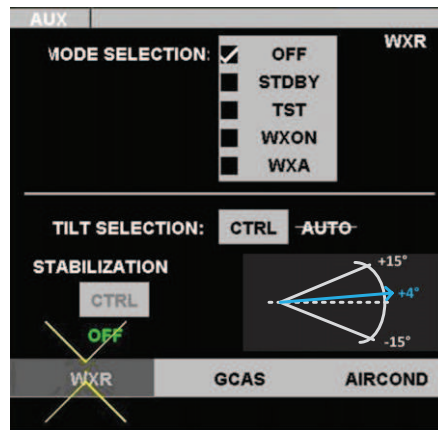 AUX
WXR
MODE SELECTION: OFF
STDBY
TST
WXON
WXA
TILT SELECTION: CTRL AUTO
STABILIZATION
CTRL
OFF
+15°
+4°
-15°
WXR GCAS AIRCOND